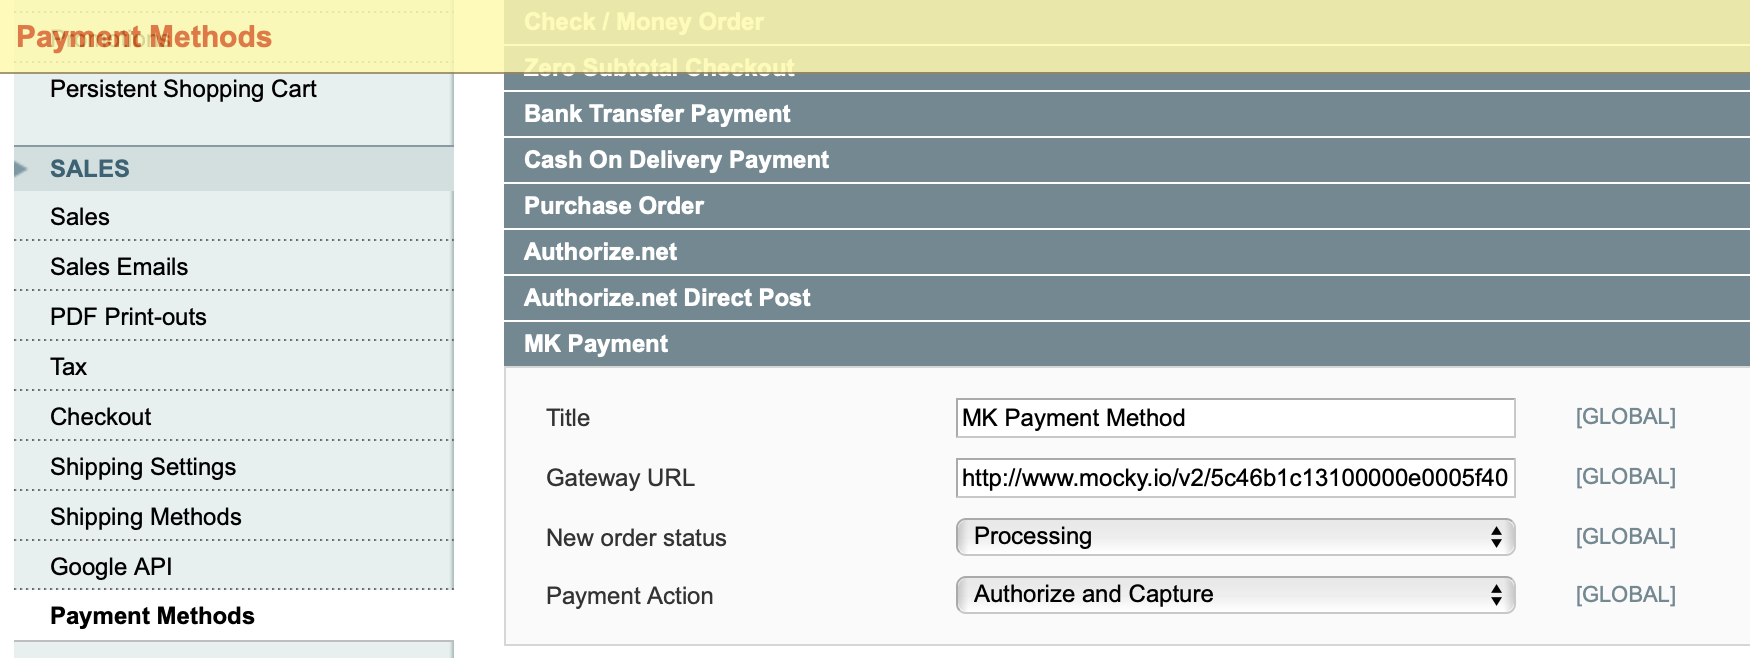 Payment Methods
Promotions
Persistent Shopping Cart
SALES
Sales
Sales Emails
PDF Print-outs
Tax
Checkout
Shipping Settings
Shipping Methods
Google API
Payment Methods
Check / Money Order
Zero Subtotal Checkout
Bank Transfer Payment
Cash On Delivery Payment
Purchase Order
Authorize.net
Authorize.net Direct Post
MK Payment
Title MK Payment Method [GLOBAL]
Gateway URL http://www.mocky.io/v2/5c46b1c13100000e0005f40 [GLOBAL]
New order status Processing [GLOBAL]
Payment Action Authorize and Capture [GLOBAL]